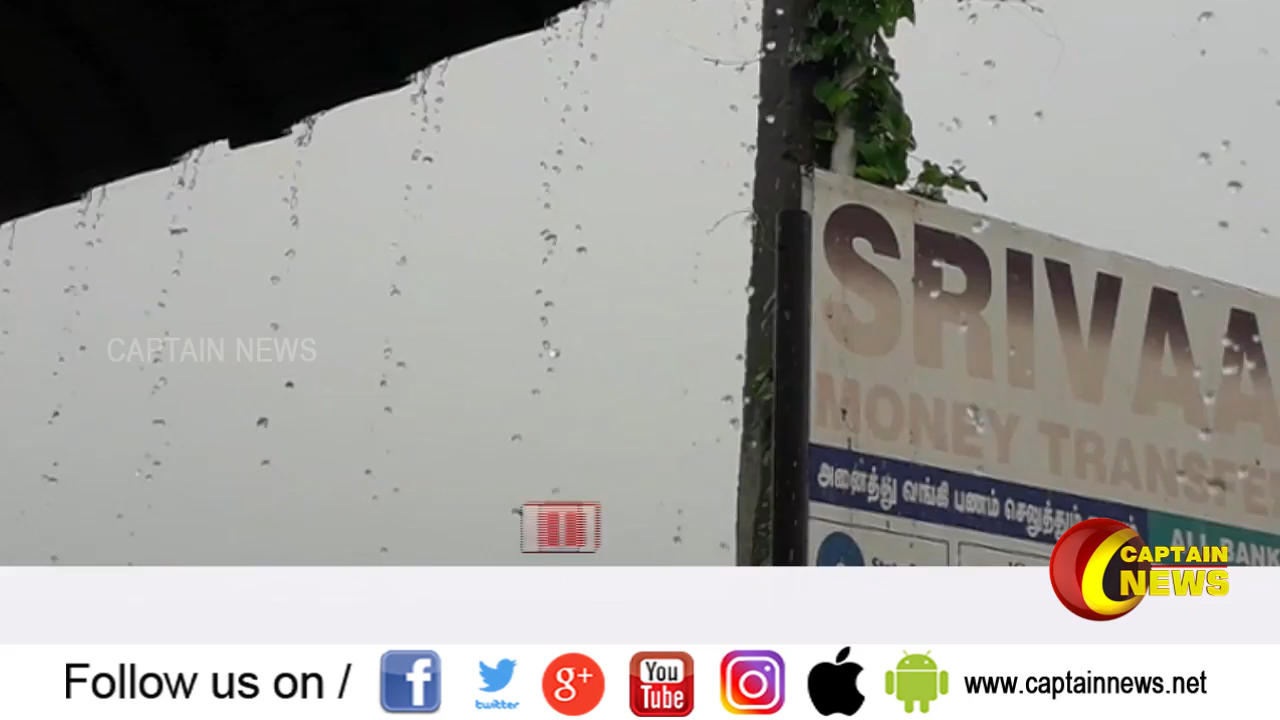 SRIVAA
MONEY TRANSFE
அனைத்து வங்கி பணம் செலுத்தும்
ALL BANK
CAPTAIN NEWS
CAPTAIN
NEWS
Follow us on /
f
twitter
g+
You
Tube
www.captainnews.net